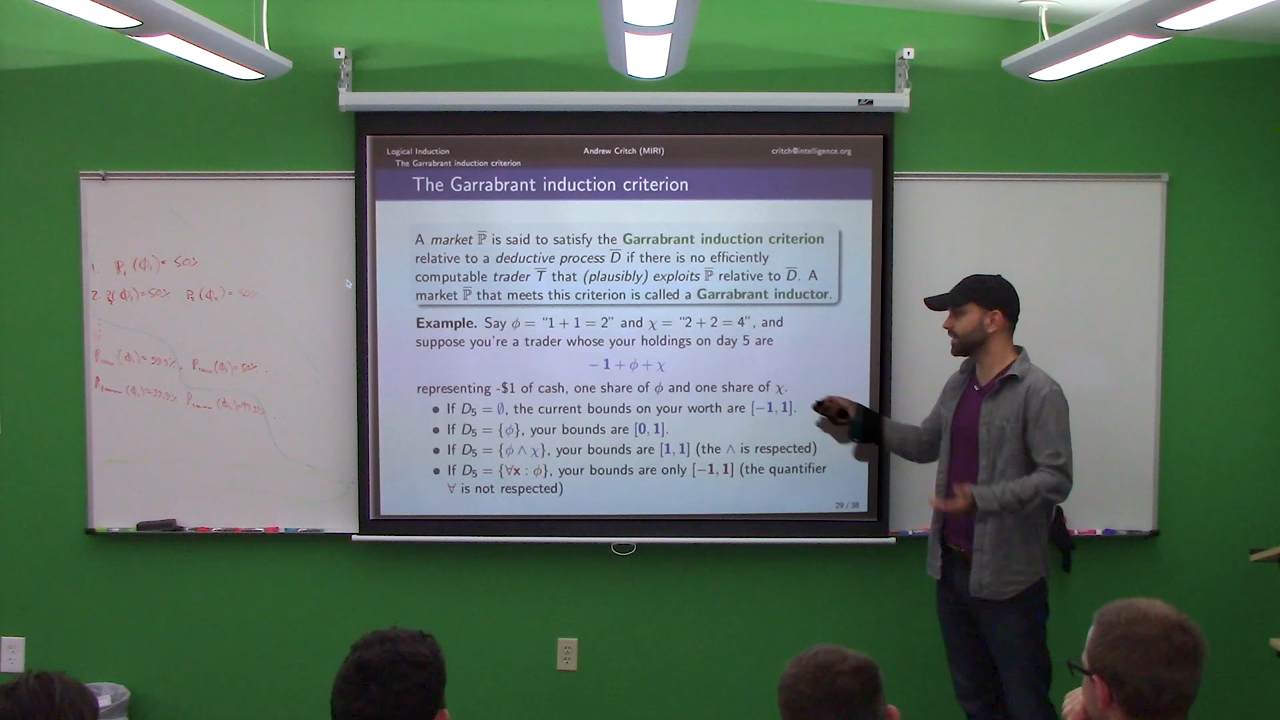 Logical Induction
Andrew Critch (MIRI)
critch@intelligence.org
The Garrabrant induction criterion
The Garrabrant induction criterion
A market P̅ is said to satisfy the Garrabrant induction criterion
relative to a deductive process D̅ if there is no efficiently
computable trader T̅ that (plausibly) exploits P̅ relative to D̅. A
market P̅ that meets this criterion is called a Garrabrant inductor.
Example. Say ϕ = "1 + 1 = 2" and χ = "2 + 2 = 4", and
suppose you're a trader whose your holdings on day 5 are
−1 + ϕ + χ
representing -$1 of cash, one share of ϕ and one share of χ.
• If D₅ = ∅, the current bounds on your worth are [−1, 1].
• If D₅ = {ϕ}, your bounds are [0, 1].
• If D₅ = {ϕ ∧ χ}, your bounds are [1, 1] (the ∧ is respected)
• If D₅ = {∀x : ϕ}, your bounds are only [−1, 1] (the quantifier
∀ is not respected)
29 / 38
1. P₁(ϕ₁)=50%